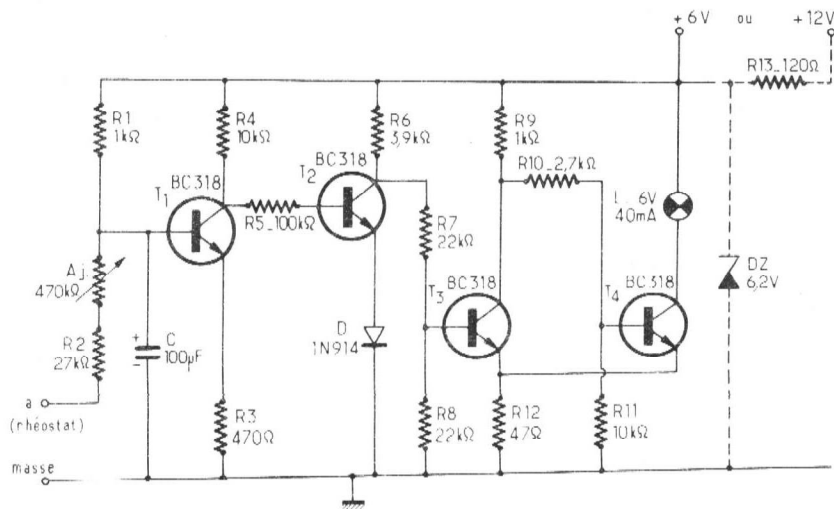 + 6V ou + 12V
R13_120Ω
R1
1kΩ
R4
10kΩ
R6
3,9kΩ
R9
1kΩ
R10_2,7kΩ
T1
BC318
T2
BC318
R5_100kΩ
L. 6V
40mA
R7
22kΩ
Aj.
470kΩ
T3
BC318
T4
BC318
DZ
6,2V
R2
27kΩ
+
-
C
100µF
D
1N914
a
(rhéostat)
R3
470Ω
R8
22kΩ
R12
47Ω
R11
10kΩ
masse